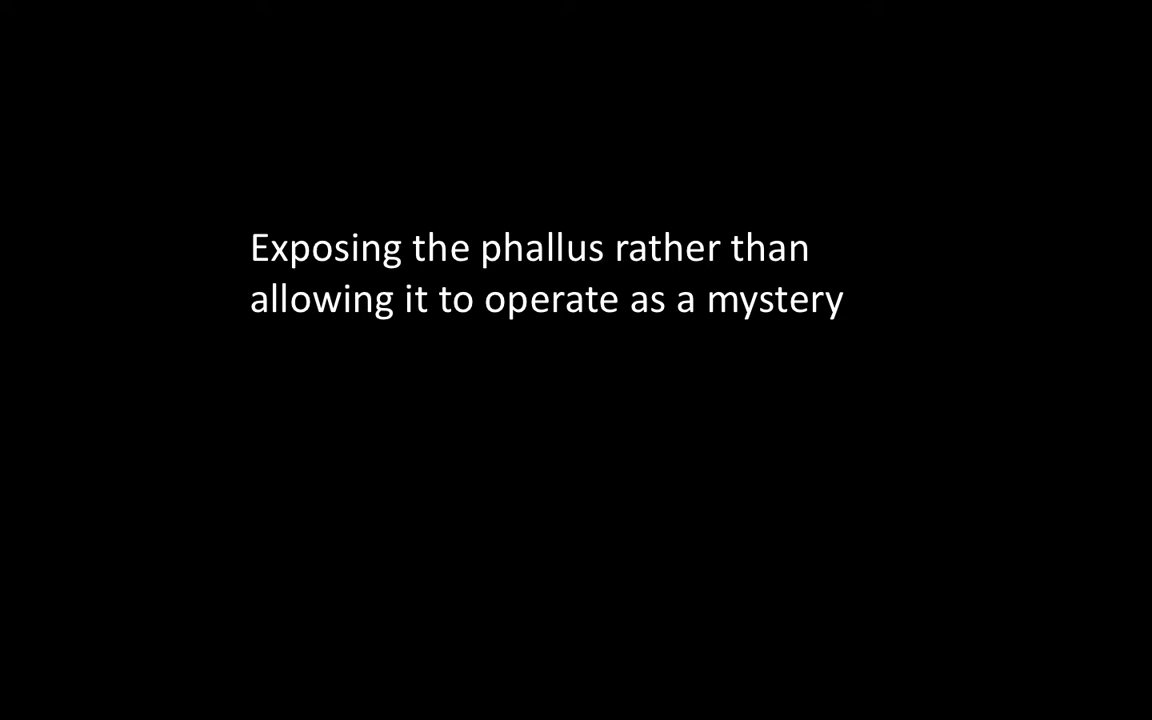 Exposing the phallus rather than
allowing it to operate as a mystery